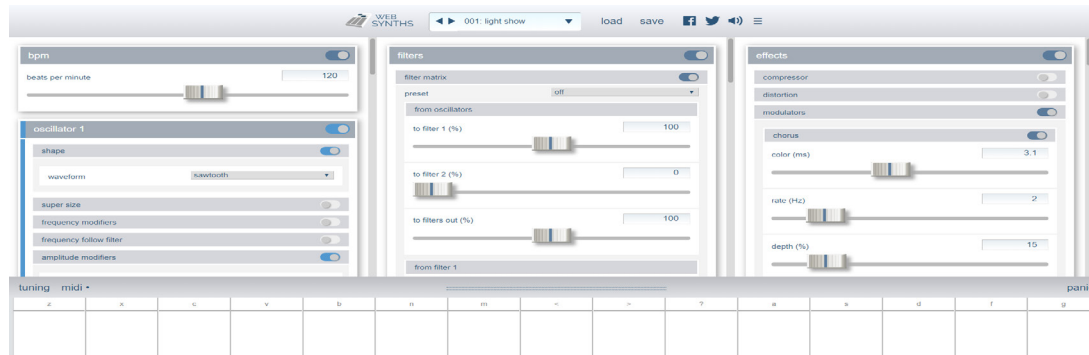 WEB SYNTHS
001: light show
load save
bpm
beats per minute 120
oscillator 1
shape
waveform sawtooth
super size
frequency modifiers
frequency follow filter
amplitude modifiers
filters
filter matrix
preset off
from oscillators
to filter 1 (%) 100
to filter 2 (%) 0
to filters out (%) 100
from filter 1
effects
compressor
distortion
modulators
chorus
color (ms) 3.1
rate (Hz) 2
depth (%) 15
tuning midi • pani
z x c v b n m < > ? a s d f g